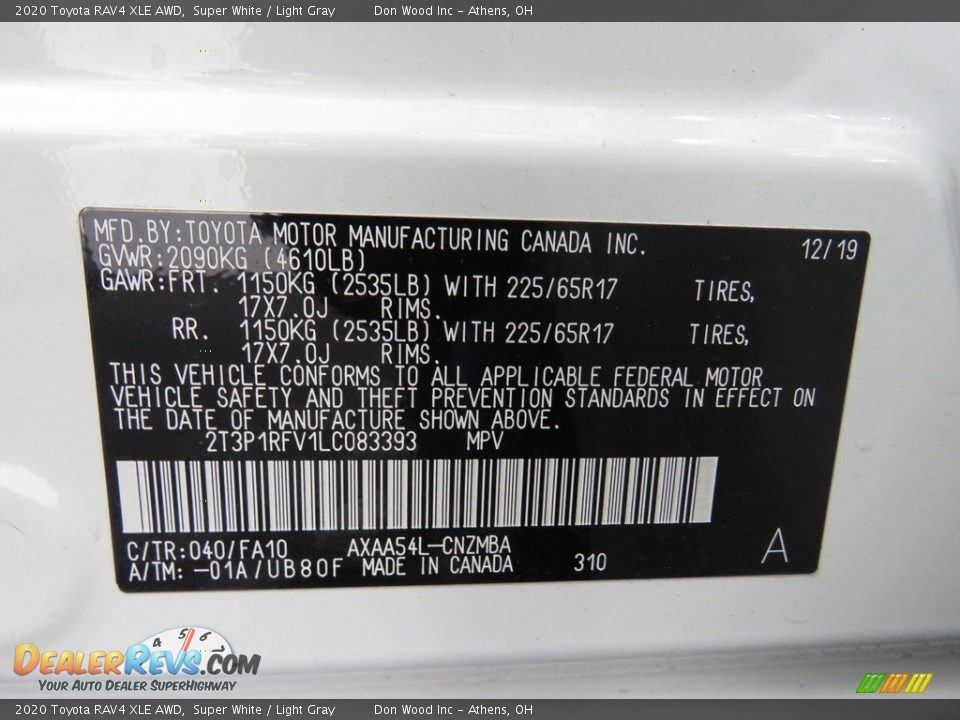 2020 Toyota RAV4 XLE AWD, Super White / Light Gray Don Wood Inc - Athens, OH
MFD.BY:TOYOTA MOTOR MANUFACTURING CANADA INC. 12/19
GVWR:2090KG (4610LB)
GAWR:FRT. 1150KG (2535LB) WITH 225/65R17 TIRES,
17X7.0J RIMS.
RR. 1150KG (2535LB) WITH 225/65R17 TIRES,
17X7.0J RIMS.
THIS VEHICLE CONFORMS TO ALL APPLICABLE FEDERAL MOTOR
VEHICLE SAFETY AND THEFT PREVENTION STANDARDS IN EFFECT ON
THE DATE OF MANUFACTURE SHOWN ABOVE.
2T3P1RFV1LC083393 MPV
C/TR:040/FA10 AXAA54L-CNZMBA
A/TM: -01A/UB80F MADE IN CANADA 310 A
4 5 6
DEALERREVS.COM
YOUR AUTO DEALER SUPERHIGHWAY
2020 Toyota RAV4 XLE AWD, Super White / Light Gray Don Wood Inc - Athens, OH